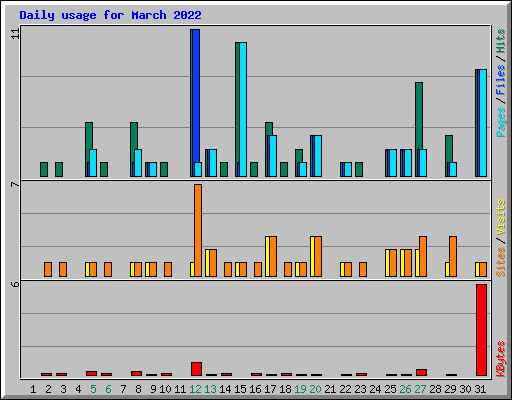 Daily usage for March 2022
11
7
6
Pages / Files / Hits
Sites / Visits
KBytes
1 2 3 4 5 6 7 8 9 10 11 12 13 14 15 16 17 18 19 20 21 22 23 24 25 26 27 28 29 30 31